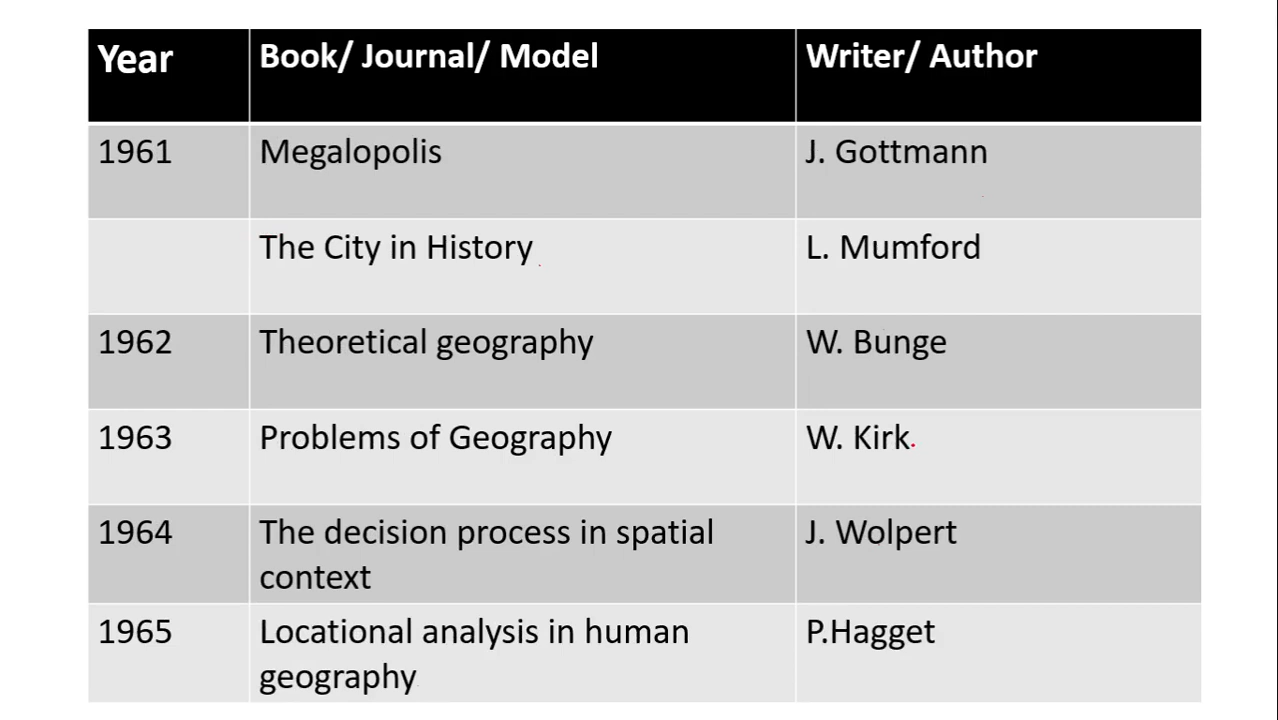 Year Book/ Journal/ Model Writer/ Author
1961 Megalopolis J. Gottmann
The City in History L. Mumford
1962 Theoretical geography W. Bunge
1963 Problems of Geography W. Kirk
1964 The decision process in spatial J. Wolpert
context
1965 Locational analysis in human P.Hagget
geography